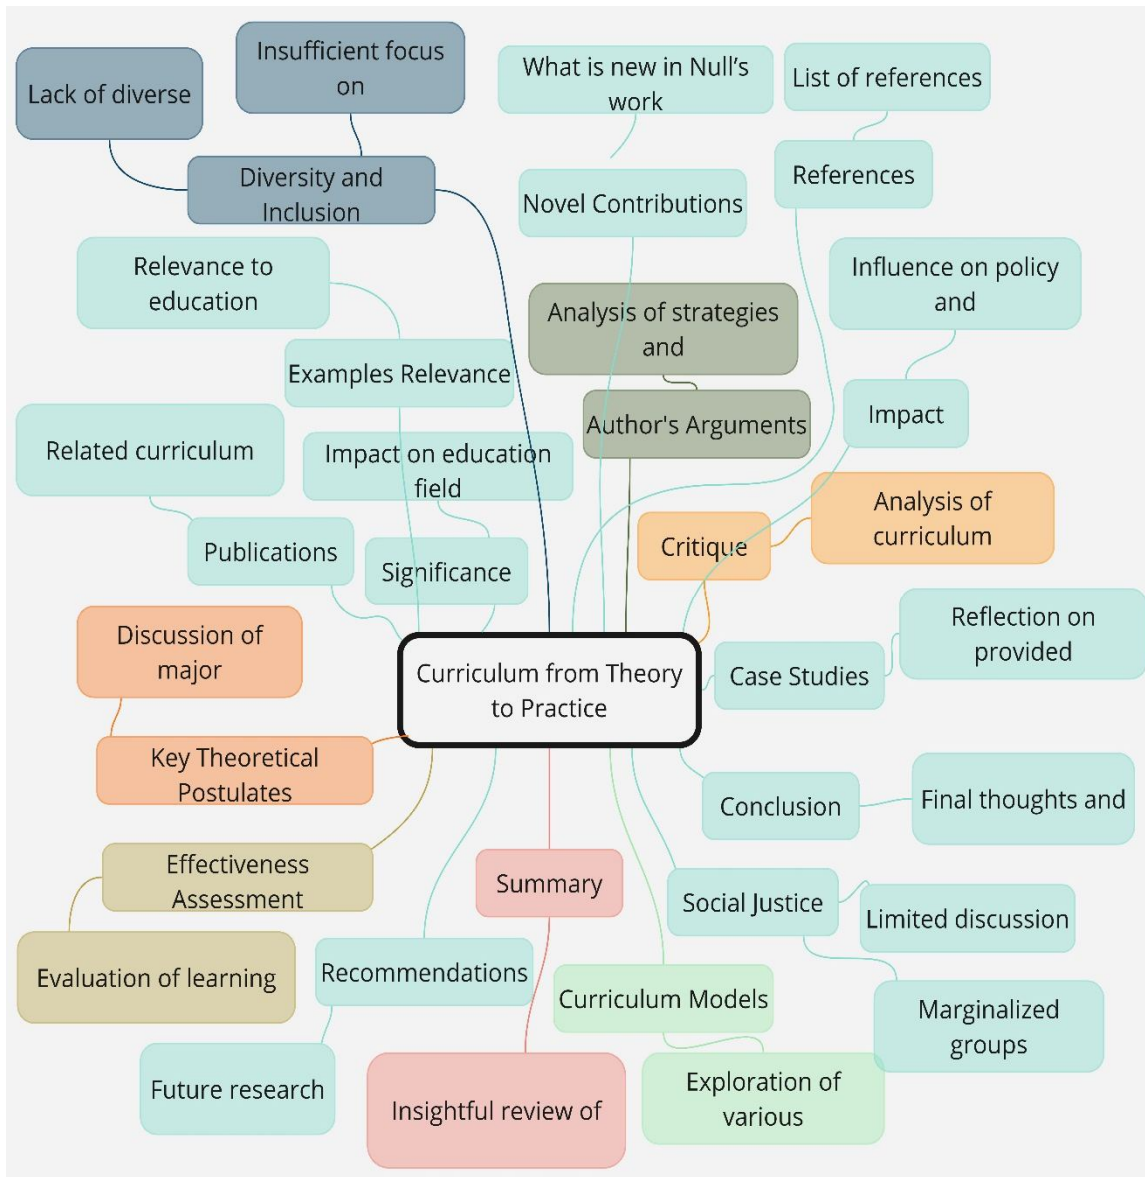 Insufficient focus
on
Lack of diverse
Diversity and
Inclusion
What is new in Null's
work
List of references
Novel Contributions
References
Relevance to
education
Influence on policy
and
Analysis of strategies
and
Examples Relevance
Impact
Author's Arguments
Related curriculum
Impact on education
field
Analysis of
curriculum
Critique
Publications
Significance
Discussion of
major
Reflection on
provided
Case Studies
Curriculum from Theory
to Practice
Key Theoretical
Postulates
Conclusion
Final thoughts and
Effectiveness
Assessment
Summary
Social Justice
Limited discussion
Evaluation of learning
Recommendations
Curriculum Models
Marginalized
groups
Future research
Insightful review of
Exploration of
various